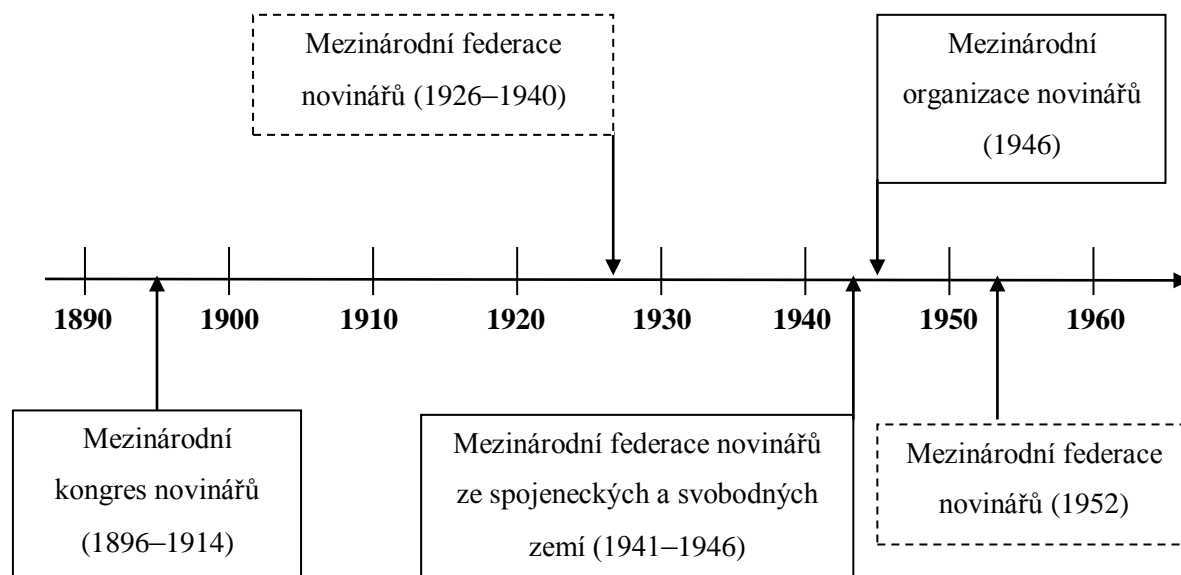 Mezinárodní federace
novinářů (1926–1940)
Mezinárodní
organizace novinářů
(1946)
1890 1900 1910 1920 1930 1940 1950 1960
Mezinárodní
kongres novinářů
(1896–1914)
Mezinárodní federace novinářů
ze spojeneckých a svobodných
zemí (1941–1946)
Mezinárodní federace
novinářů (1952)